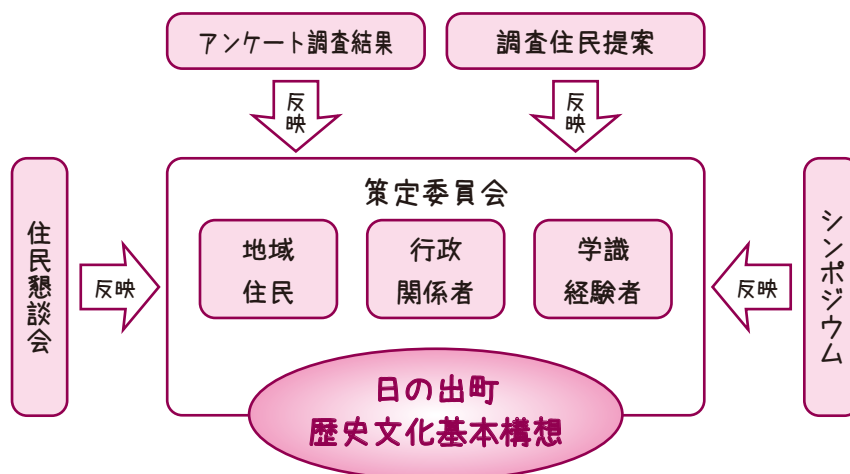 アンケート調査結果
調査住民提案
反映
反映
住民懇談会
反映
策定委員会
地域
住民
行政
関係者
学識
経験者
反映
シンポジウム
日の出町
歴史文化基本構想